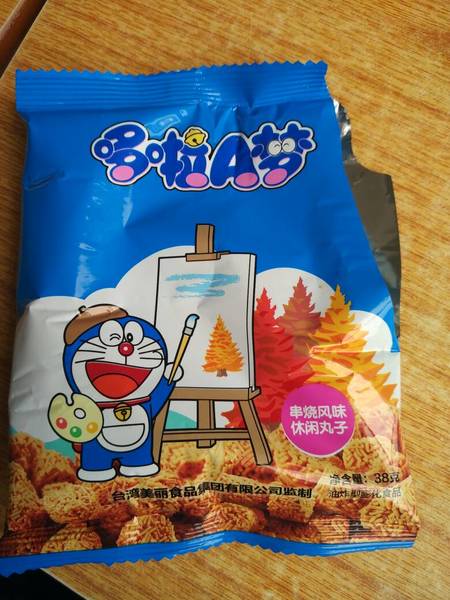 哆啦A梦
串烧风味
休闲丸子
净含量：38克
台湾美丽食品集团有限公司监制
油炸型膨化食品